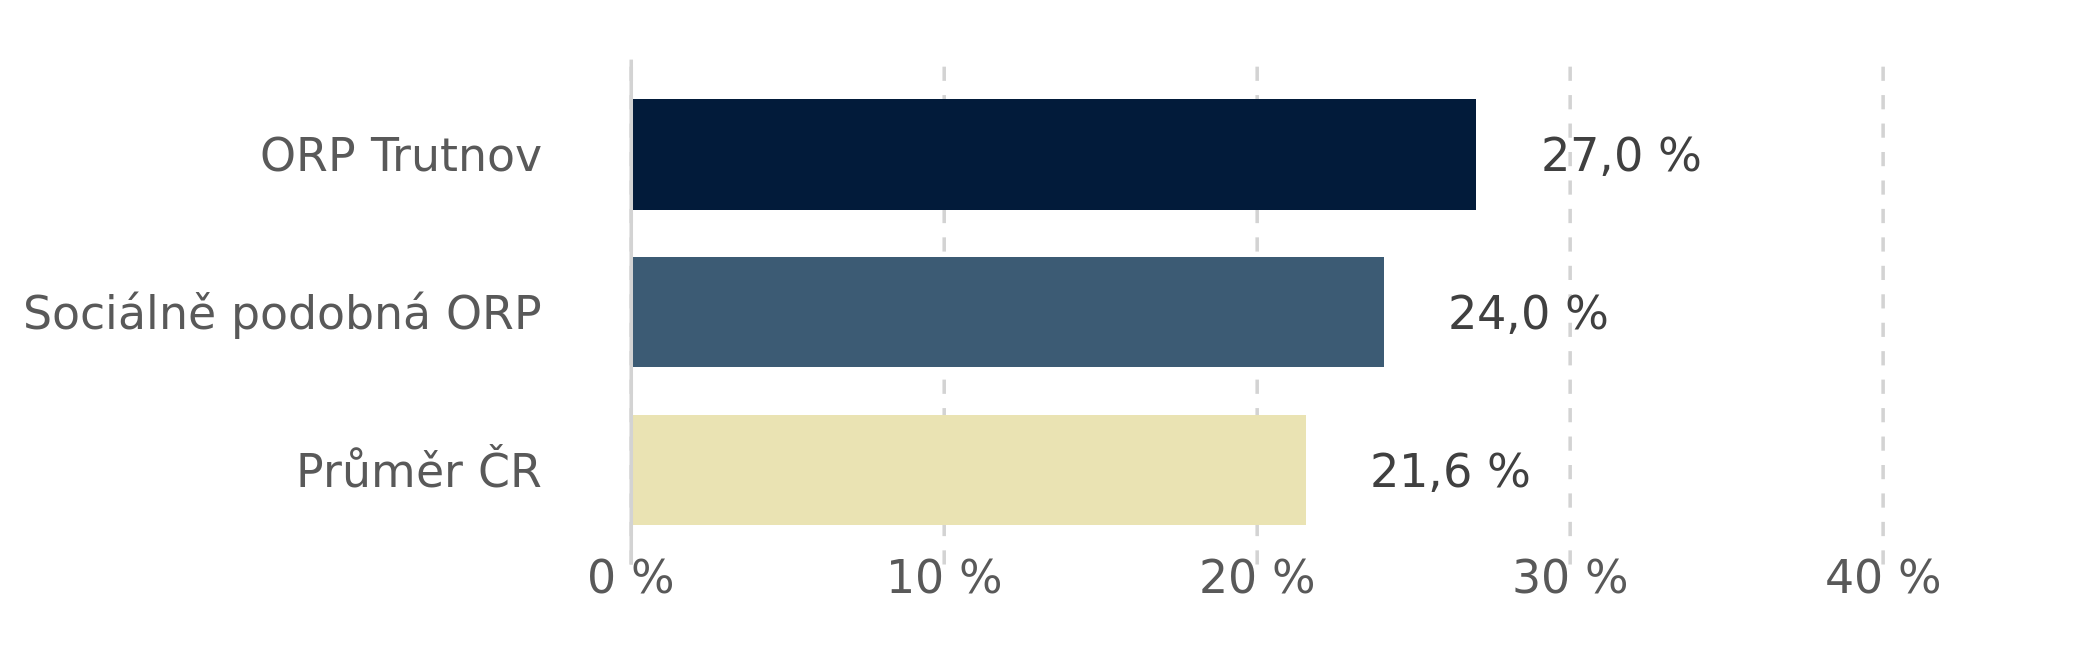 ORP Trutnov
27,0 %
Sociálně podobná ORP
24,0 %
Průměr ČR
21,6 %
0 % 10 % 20 % 30 % 40 %